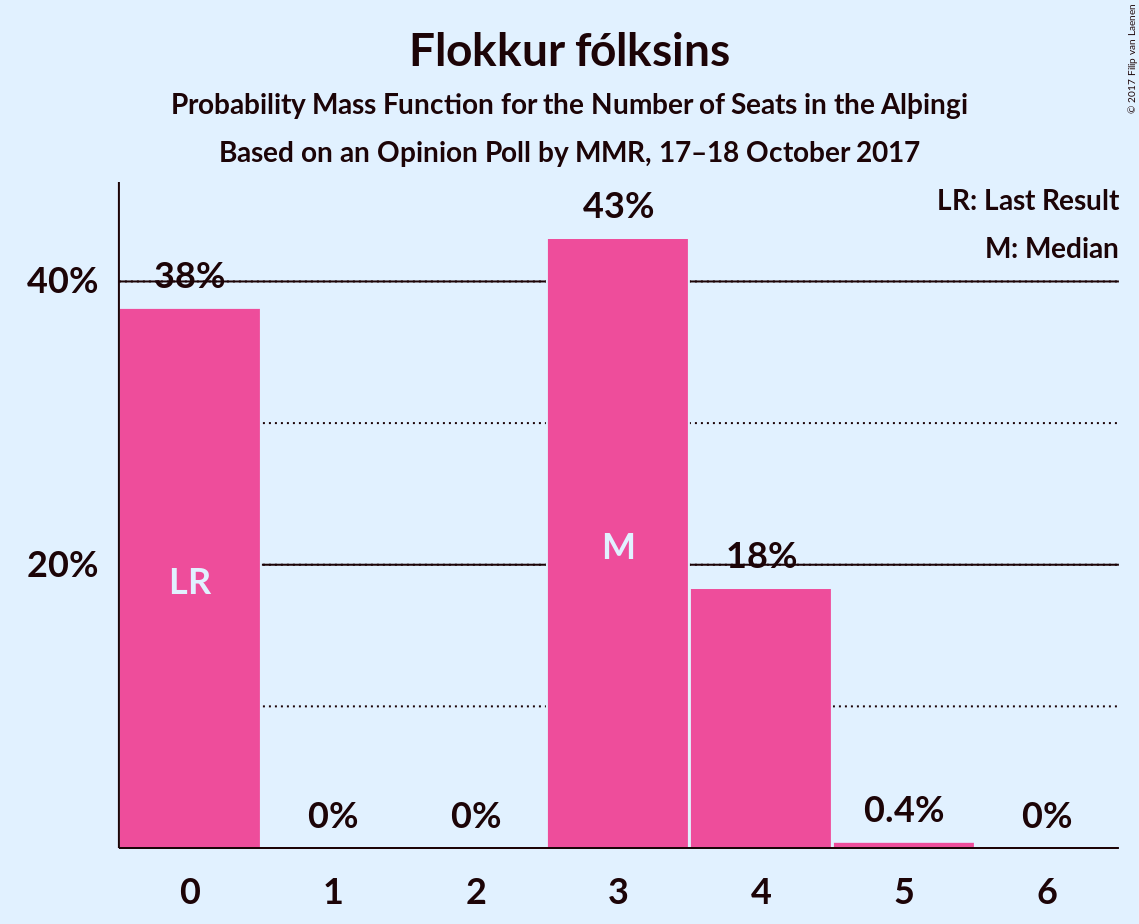 Flokkur fólksins
Probability Mass Function for the Number of Seats in the Alþingi
Based on an Opinion Poll by MMR, 17–18 October 2017
© 2017 Filip van Laenen
LR: Last Result
M: Median
43%
38%
40%
18%
20%
LR
M
0%
0%
0.4%
0%
0
1
2
3
4
5
6